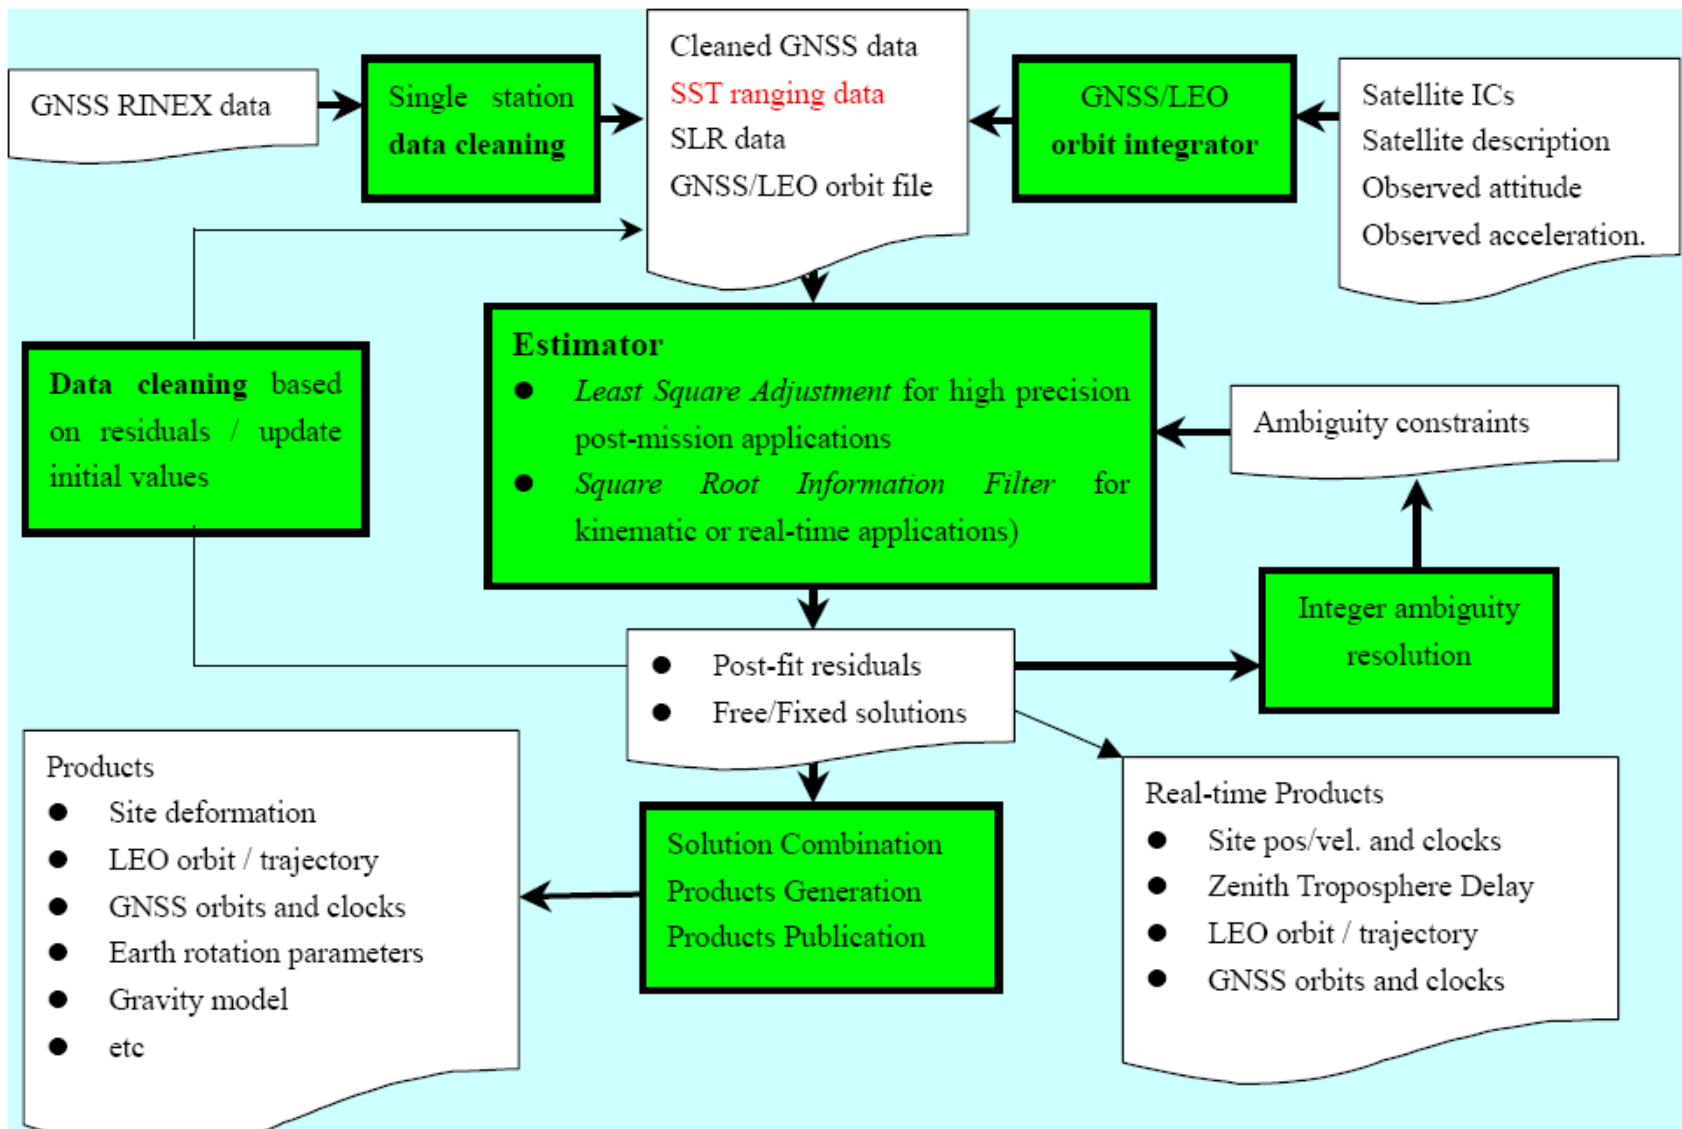 GNSS RINEX data
Single station
data cleaning
Cleaned GNSS data
SST ranging data
SLR data
GNSS/LEO orbit file
GNSS/LEO
orbit integrator
Satellite ICs
Satellite description
Observed attitude
Observed acceleration.
Data cleaning based
on residuals / update
initial values
Estimator
● Least Square Adjustment for high precision
post-mission applications
● Square Root Information Filter for
kinematic or real-time applications)
Ambiguity constraints
Integer ambiguity
resolution
● Post-fit residuals
● Free/Fixed solutions
Products
● Site deformation
● LEO orbit / trajectory
● GNSS orbits and clocks
● Earth rotation parameters
● Gravity model
● etc
Solution Combination
Products Generation
Products Publication
Real-time Products
● Site pos/vel. and clocks
● Zenith Troposphere Delay
● LEO orbit / trajectory
● GNSS orbits and clocks